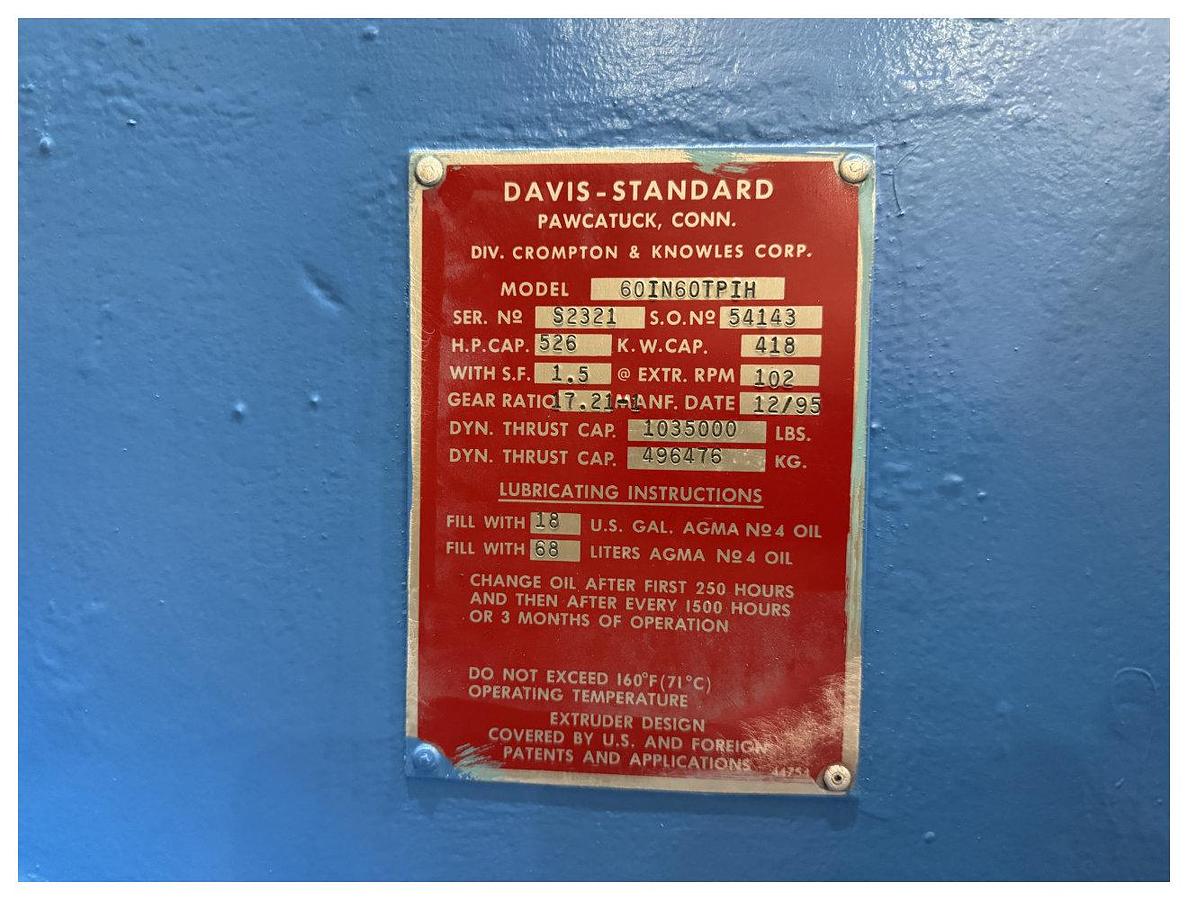 DAVIS-STANDARD
PAWCATUCK, CONN.
DIV. CROMPTON & KNOWLES CORP.
MODEL 60IN60TPIH
SER. Nº S2321 S.O.Nº 54143
H.P.CAP. 526 K.W.CAP. 418
WITH S.F. 1.5 @ EXTR. RPM 102
GEAR RATIO 17.21-1 MANF. DATE 12/95
DYN. THRUST CAP. 1035000 LBS.
DYN. THRUST CAP. 496476 KG.
LUBRICATING INSTRUCTIONS
FILL WITH 18 U.S. GAL. AGMA Nº4 OIL
FILL WITH 68 LITERS AGMA Nº4 OIL
CHANGE OIL AFTER FIRST 250 HOURS
AND THEN AFTER EVERY 1500 HOURS
OR 3 MONTHS OF OPERATION
DO NOT EXCEED 160°F(71°C)
OPERATING TEMPERATURE
EXTRUDER DESIGN
COVERED BY U.S. AND FOREIGN
PATENTS AND APPLICATIONS